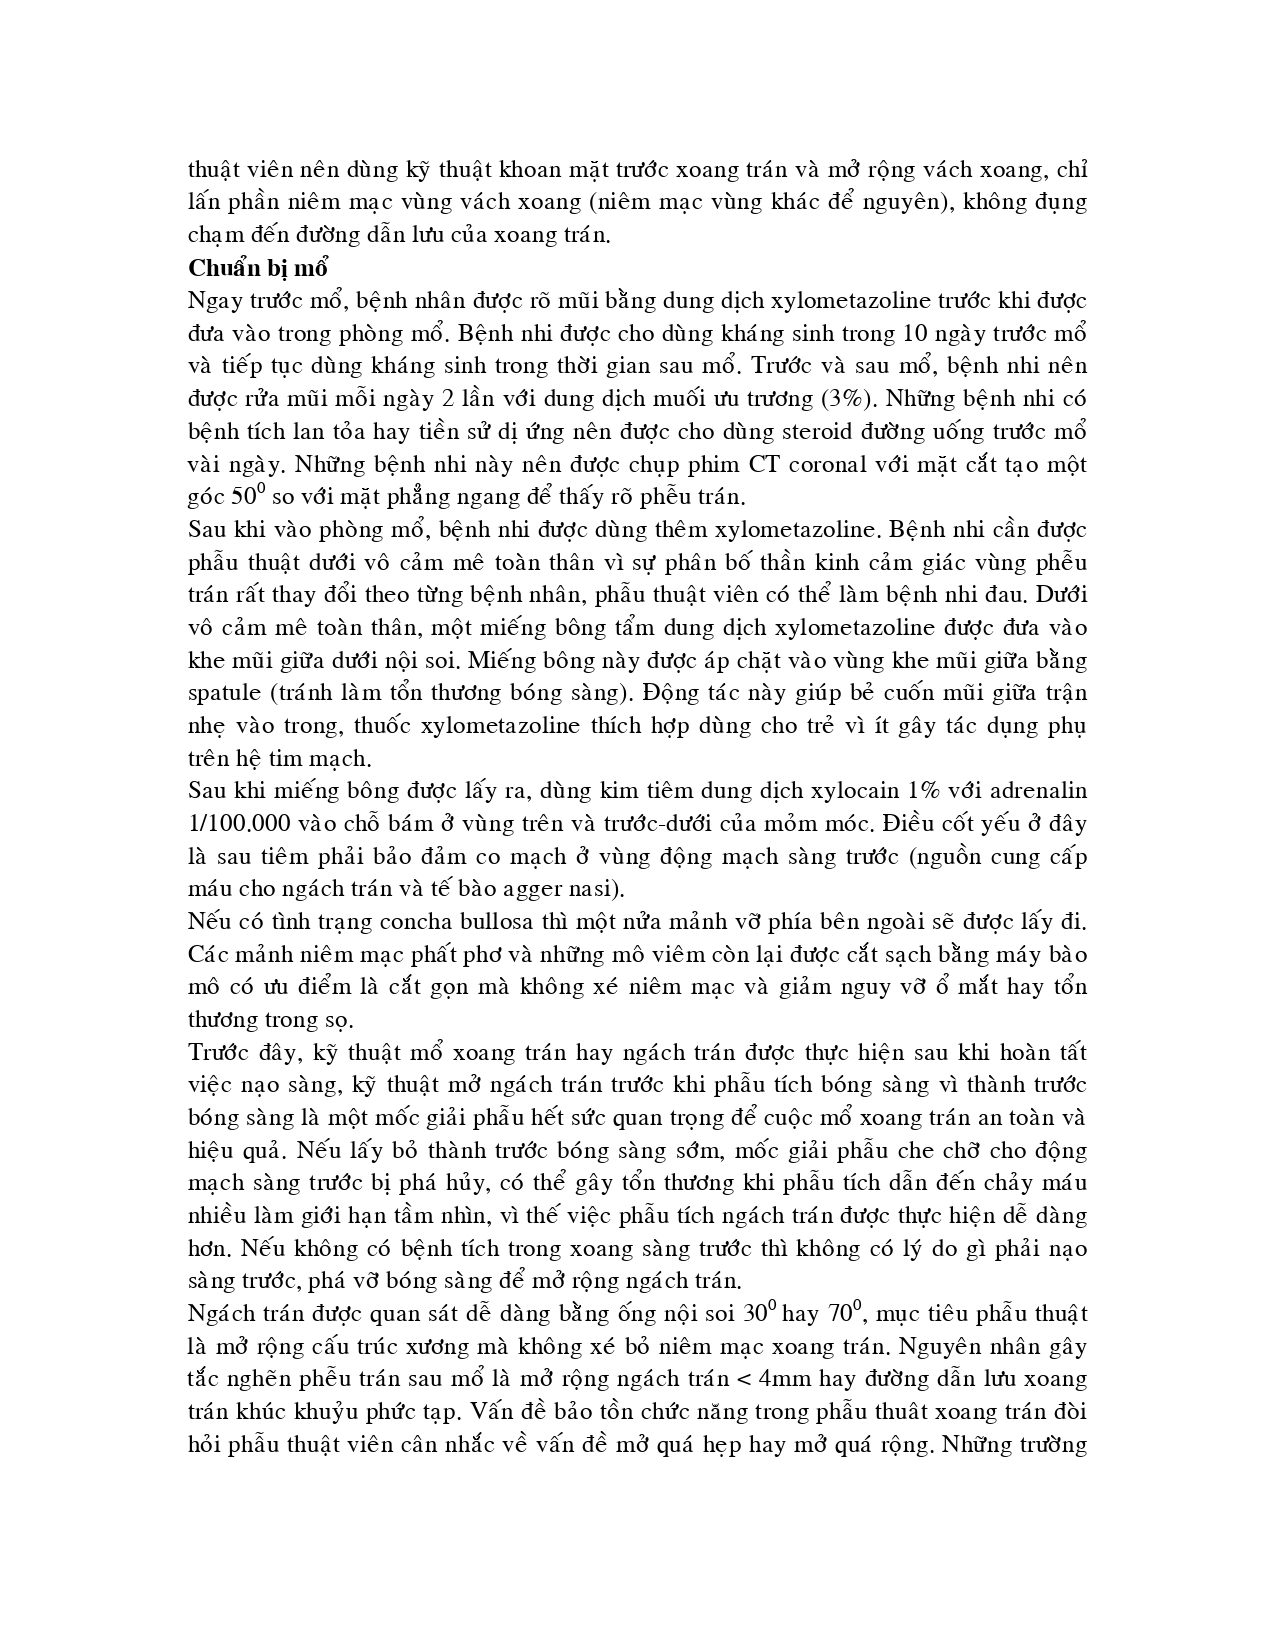 thuật viên nên dùng kỹ thuật khoan mặt trước xoang trán và mở rộng vách xoang, chỉ
lấn phần niêm mạc vùng vách xoang (niêm mạc vùng khác để nguyên), không đụng
chạm đến đường dẫn lưu của xoang trán.
Chuẩn bị mổ
Ngay trước mổ, bệnh nhân được rõ mũi bằng dung dịch xylometazoline trước khi được
đưa vào trong phòng mổ. Bệnh nhi được cho dùng kháng sinh trong 10 ngày trước mổ
và tiếp tục dùng kháng sinh trong thời gian sau mổ. Trước và sau mổ, bệnh nhi nên
được rửa mũi mỗi ngày 2 lần với dung dịch muối ưu trương (3%). Những bệnh nhi có
bệnh tích lan tỏa hay tiền sử dị ứng nên được cho dùng steroid đường uống trước mổ
vài ngày. Những bệnh nhi này nên được chụp phim CT coronal với mặt cắt tạo một
góc 50⁰ so với mặt phẳng ngang để thấy rõ phễu trán.
Sau khi vào phòng mổ, bệnh nhi được dùng thêm xylometazoline. Bệnh nhi cần được
phẫu thuật dưới vô cảm mê toàn thân vì sự phân bố thần kinh cảm giác vùng phễu
trán rất thay đổi theo từng bệnh nhân, phẫu thuật viên có thể làm bệnh nhi đau. Dưới
vô cảm mê toàn thân, một miếng bông tẩm dung dịch xylometazoline được đưa vào
khe mũi giữa dưới nội soi. Miếng bông này được áp chặt vào vùng khe mũi giữa bằng
spatule (tránh làm tổn thương bóng sàng). Động tác này giúp bẻ cuốn mũi giữa trận
nhẹ vào trong, thuốc xylometazoline thích hợp dùng cho trẻ vì ít gây tác dụng phụ
trên hệ tim mạch.
Sau khi miếng bông được lấy ra, dùng kim tiêm dung dịch xylocain 1% với adrenalin
1/100.000 vào chỗ bám ở vùng trên và trước-dưới của mỏm móc. Điều cốt yếu ở đây
là sau tiêm phải bảo đảm co mạch ở vùng động mạch sàng trước (nguồn cung cấp
máu cho ngách trán và tế bào agger nasi).
Nếu có tình trạng concha bullosa thì một nửa mảnh vỡ phía bên ngoài sẽ được lấy đi.
Các mảnh niêm mạc phất phơ và những mô viêm còn lại được cắt sạch bằng máy bào
mô có ưu điểm là cắt gọn mà không xé niêm mạc và giảm nguy vỡ ổ mắt hay tổn
thương trong sọ.
Trước đây, kỹ thuật mổ xoang trán hay ngách trán được thực hiện sau khi hoàn tất
việc nạo sàng, kỹ thuật mở ngách trán trước khi phẫu tích bóng sàng vì thành trước
bóng sàng là một mốc giải phẫu hết sức quan trọng để cuộc mổ xoang trán an toàn và
hiệu quả. Nếu lấy bỏ thành trước bóng sàng sớm, mốc giải phẫu che chỡ cho động
mạch sàng trước bị phá hủy, có thể gây tổn thương khi phẫu tích dẫn đến chảy máu
nhiều làm giới hạn tầm nhìn, vì thế việc phẫu tích ngách trán được thực hiện dễ dàng
hơn. Nếu không có bệnh tích trong xoang sàng trước thì không có lý do gì phải nạo
sàng trước, phá vỡ bóng sàng để mở rộng ngách trán.
Ngách trán được quan sát dễ dàng bằng ống nội soi 30⁰ hay 70⁰, mục tiêu phẫu thuật
là mở rộng cấu trúc xương mà không xé bỏ niêm mạc xoang trán. Nguyên nhân gây
tắc nghẽn phễu trán sau mổ là mở rộng ngách trán < 4mm hay đường dẫn lưu xoang
trán khúc khuỷu phức tạp. Vấn đề bảo tồn chức năng trong phẫu thuât xoang trán đòi
hỏi phẫu thuật viên cân nhắc về vấn đề mở quá hẹp hay mở quá rộng. Những trường